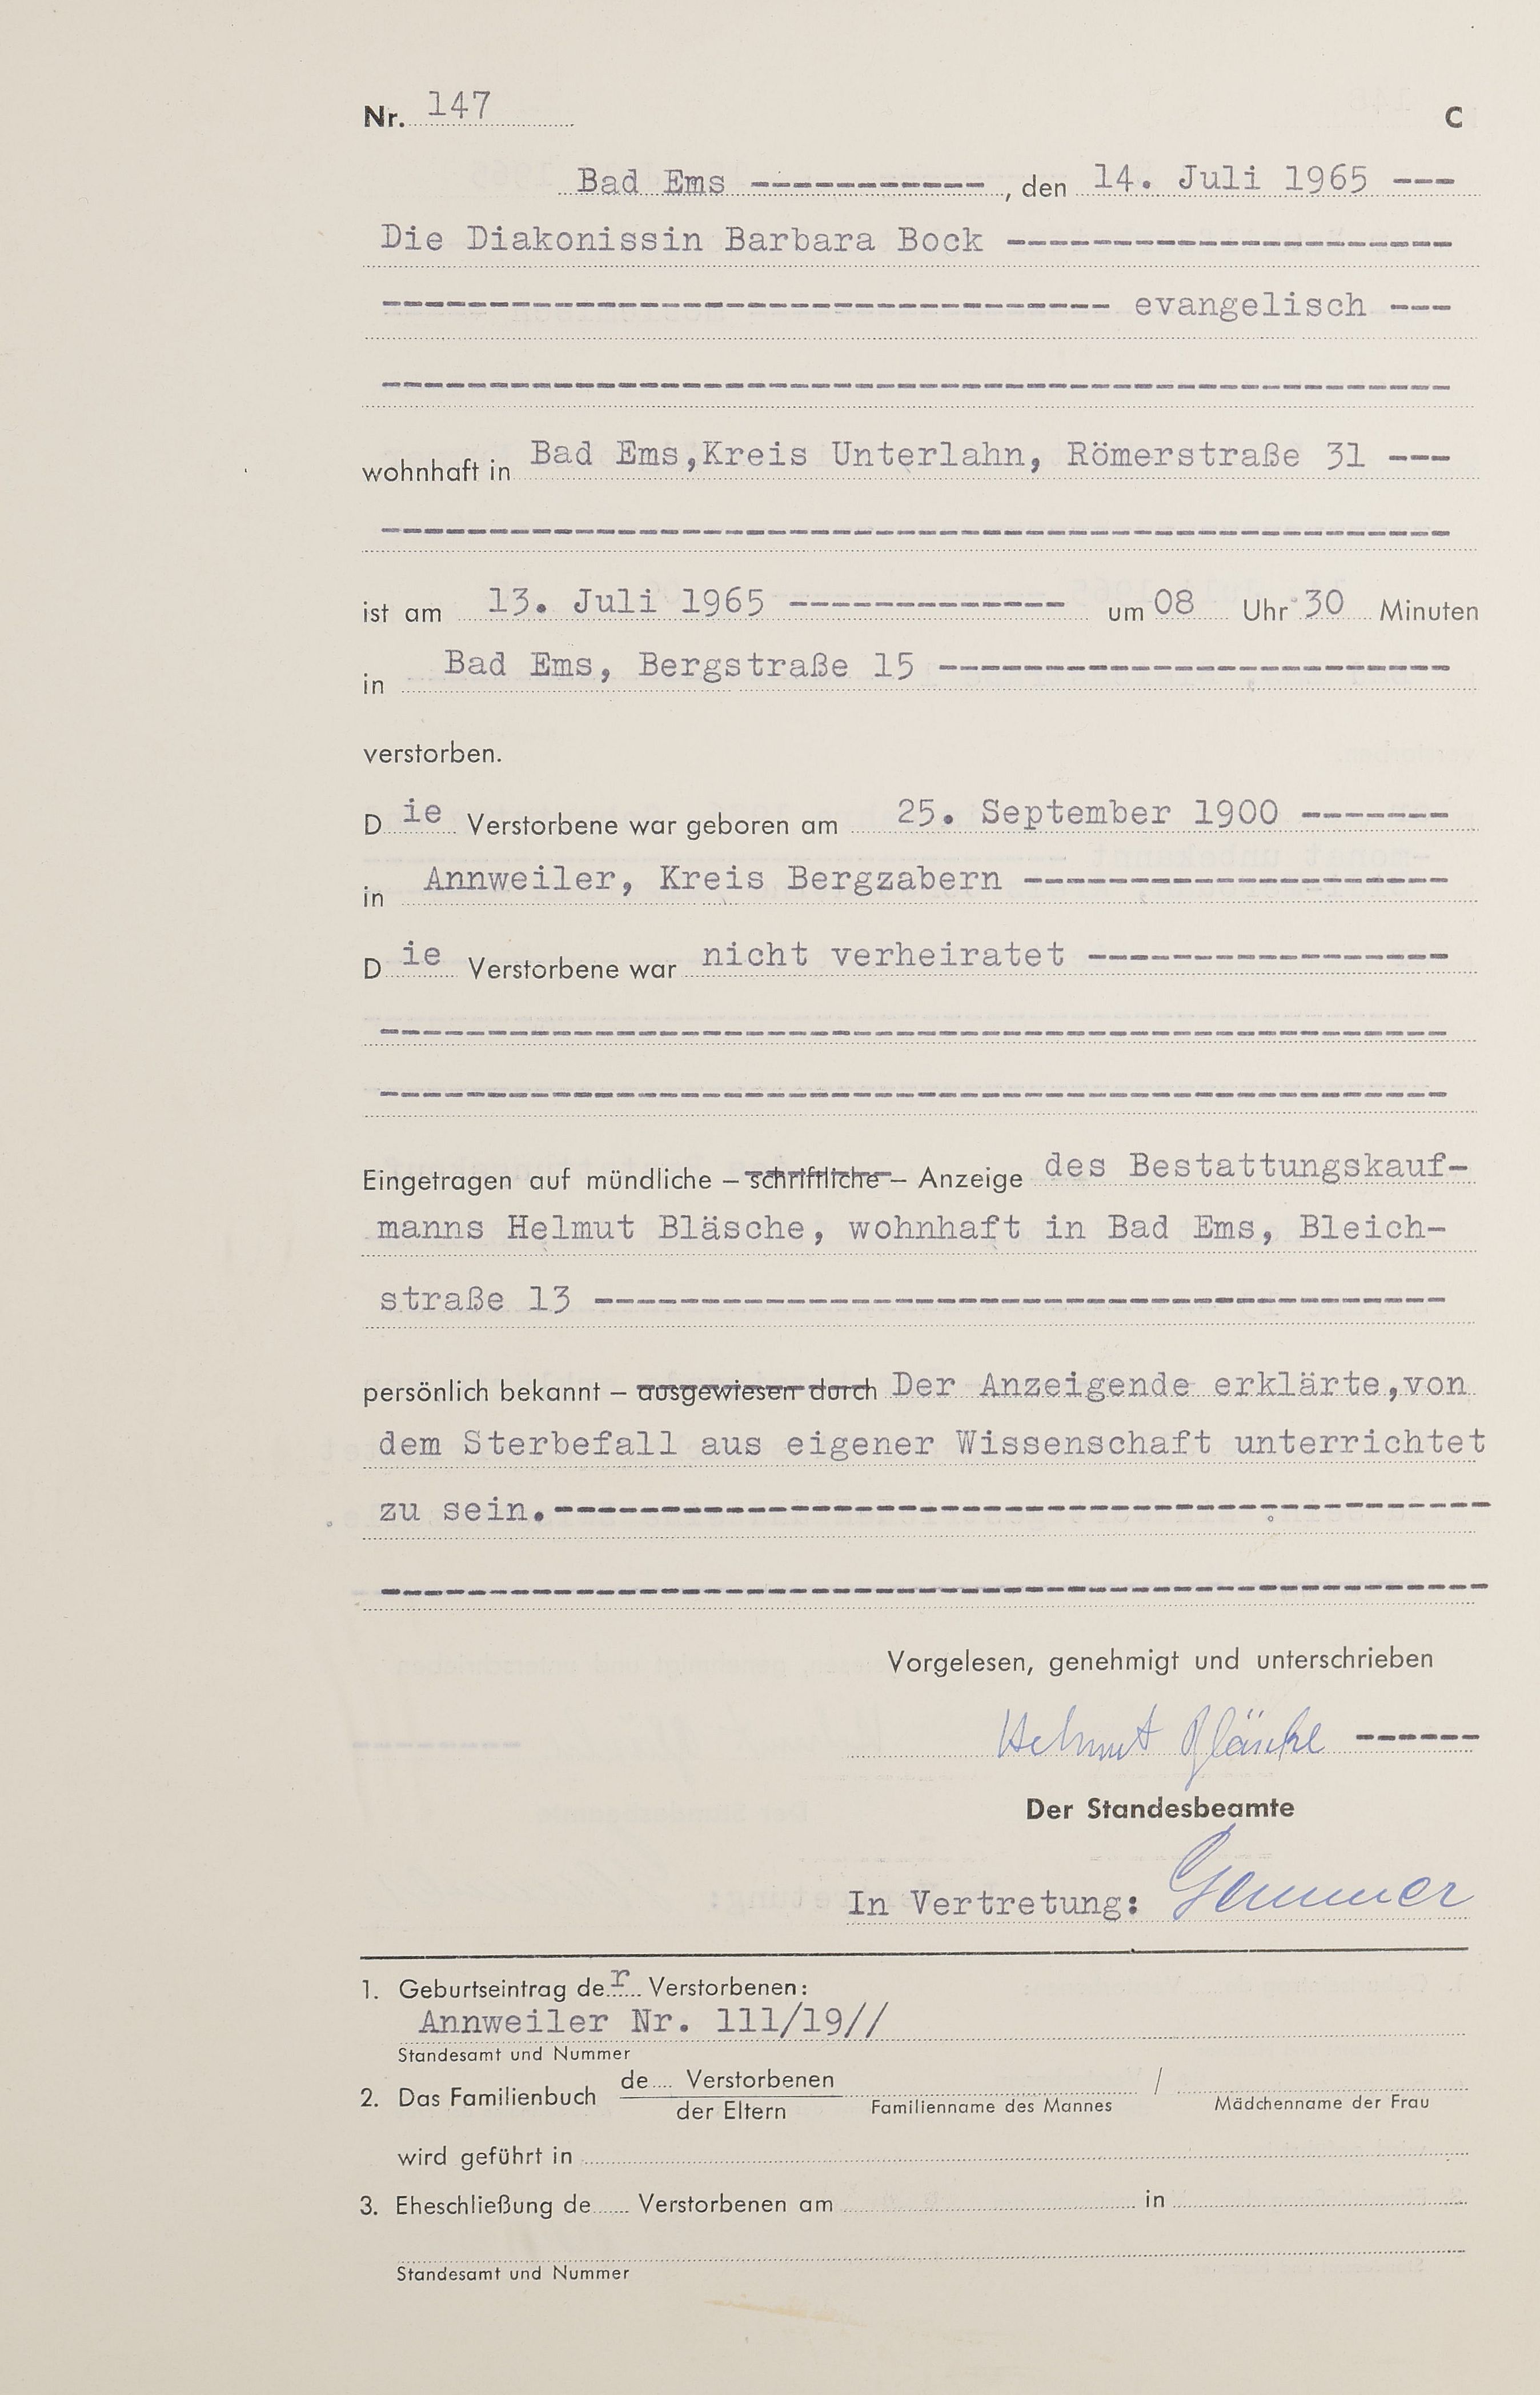 Nr. 147 C
Bad Ems -----------, den 14. Juli 1965 ---
Die Diakonissin Barbara Bock ---------------------
---------------------------------- evangelisch ---
--------------------------------------------------
wohnhaft in Bad Ems,Kreis Unterlahn, Römerstraße 31 ---
--------------------------------------------------
ist am 13. Juli 1965 ------------- um 08 Uhr 30 Minuten
in Bad Ems, Bergstraße 15 ------------------------
verstorben.
Die Verstorbene war geboren am 25. September 1900 -------
in Annweiler, Kreis Bergzabern --------------------
Die Verstorbene war nicht verheiratet -----------------
--------------------------------------------------
--------------------------------------------------
Eingetragen auf mündliche – schriftliche – Anzeige des Bestattungskauf-
manns Helmut Bläsche, wohnhaft in Bad Ems, Bleich-
straße 13 ----------------------------------------
persönlich bekannt – ausgewiesen durch Der Anzeigende erklärte,von
dem Sterbefall aus eigener Wissenschaft unterrichtet
zu sein.--------------------------------------------
----------------------------------------------------
Vorgelesen, genehmigt und unterschrieben
Helmut Bläsche ------
Der Standesbeamte
In Vertretung: Gemmer
1. Geburtseintrag der Verstorbenen:
Annweiler Nr. 111/19//
Standesamt und Nummer
2. Das Familienbuch de.... Verstorbenen /
der Eltern Familienname des Mannes Mädchenname der Frau
wird geführt in
3. Eheschließung de...... Verstorbenen am in
Standesamt und Nummer